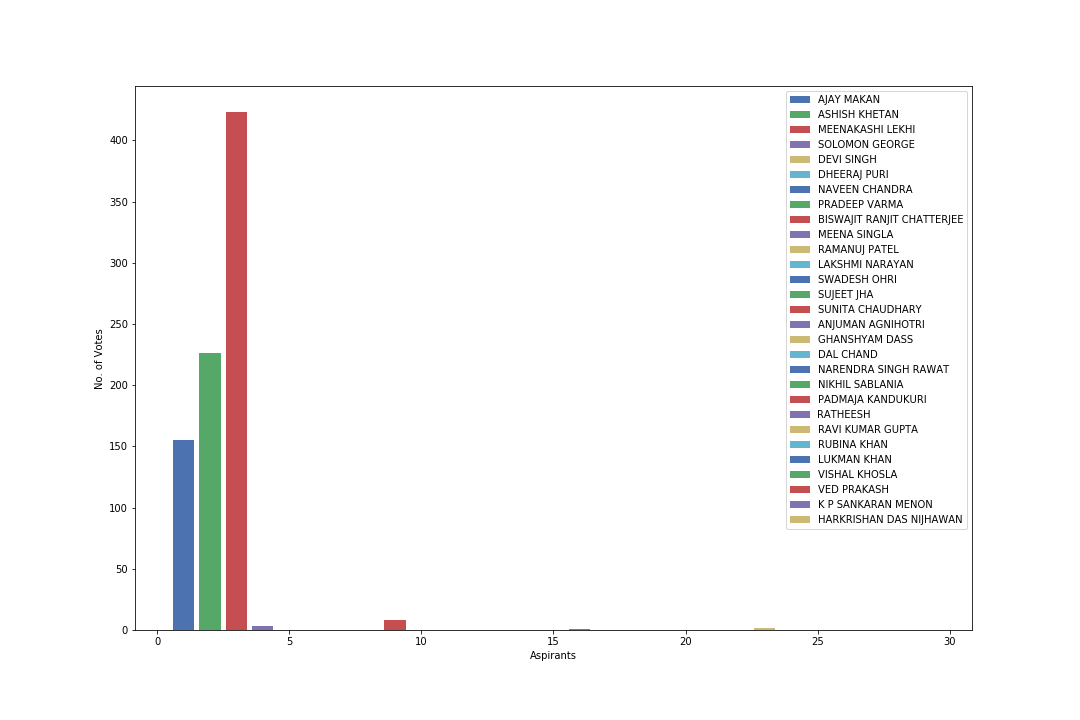 400
350
300
250
200
150
100
50
0
No. of Votes
0 5 10 15 20 25 30
Aspirants
AJAY MAKAN
ASHISH KHETAN
MEENAKASHI LEKHI
SOLOMON GEORGE
DEVI SINGH
DHEERAJ PURI
NAVEEN CHANDRA
PRADEEP VARMA
BISWAJIT RANJIT CHATTERJEE
MEENA SINGLA
RAMANUJ PATEL
LAKSHMI NARAYAN
SWADESH OHRI
SUJEET JHA
SUNITA CHAUDHARY
ANJUMAN AGNIHOTRI
GHANSHYAM DASS
DAL CHAND
NARENDRA SINGH RAWAT
NIKHIL SABLANIA
PADMAJA KANDUKURI
RATHEESH
RAVI KUMAR GUPTA
RUBINA KHAN
LUKMAN KHAN
VISHAL KHOSLA
VED PRAKASH
K P SANKARAN MENON
HARKRISHAN DAS NIJHAWAN